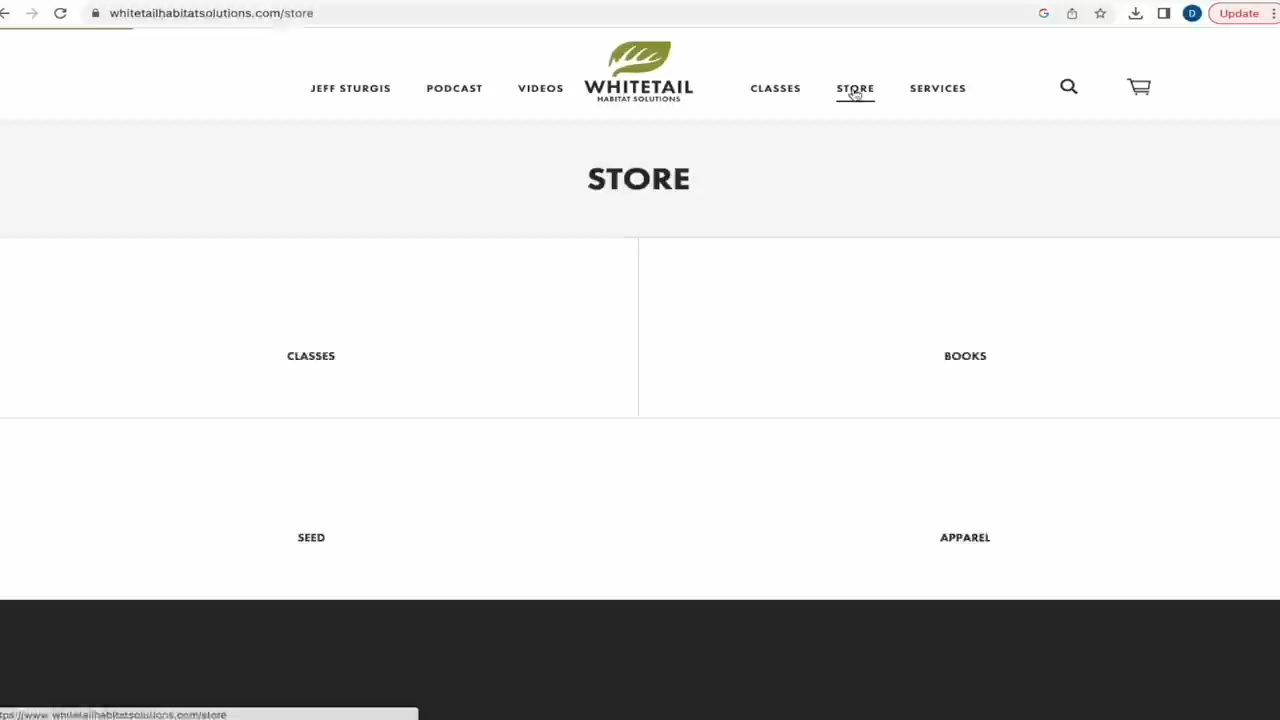 whitetailhabitatsolutions.com/store
D
Update
JEFF STURGIS
PODCAST
VIDEOS
WHITETAIL
HABITAT SOLUTIONS
CLASSES
STORE
SERVICES
STORE
CLASSES
BOOKS
SEED
APPAREL
tps://www.whitetailhabitatsolutions.com/store